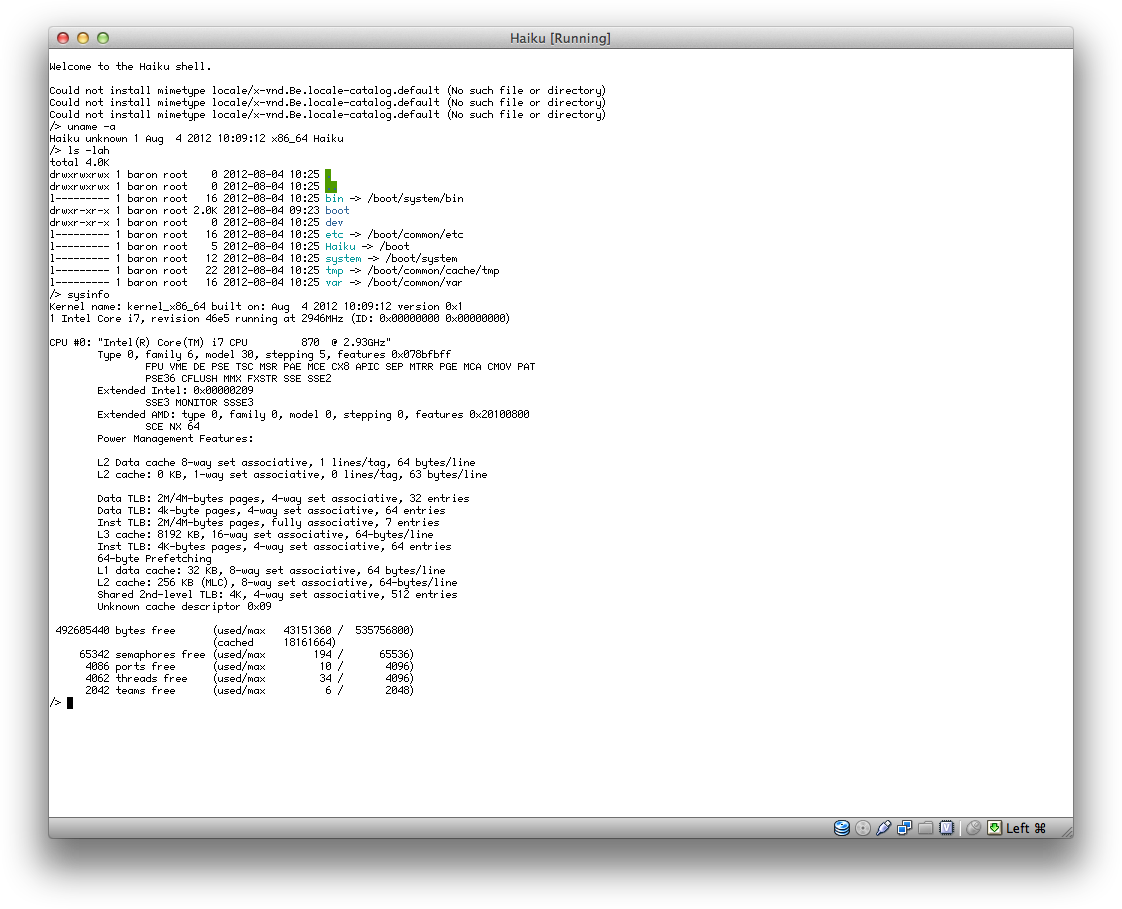 Haiku [Running]
Welcome to the Haiku shell.
Could not install mimetype locale/x-vnd.Be.locale-catalog.default (No such file or directory)
Could not install mimetype locale/x-vnd.Be.locale-catalog.default (No such file or directory)
Could not install mimetype locale/x-vnd.Be.locale-catalog.default (No such file or directory)
/> uname -a
Haiku unknown 1 Aug  4 2012 10:09:12 x86_64 Haiku
/> ls -lah
total 4.0K
drwxrwxrwx 1 baron root    0 2012-08-04 10:25 .
drwxrwxrwx 1 baron root    0 2012-08-04 10:25 ..
l--------- 1 baron root   16 2012-08-04 10:25 bin -> /boot/system/bin
drwxr-xr-x 1 baron root 2.0K 2012-08-04 09:23 boot
drwxr-xr-x 1 baron root    0 2012-08-04 10:25 dev
l--------- 1 baron root   16 2012-08-04 10:25 etc -> /boot/common/etc
l--------- 1 baron root    5 2012-08-04 10:25 Haiku -> /boot
l--------- 1 baron root   12 2012-08-04 10:25 system -> /boot/system
l--------- 1 baron root   22 2012-08-04 10:25 tmp -> /boot/common/cache/tmp
l--------- 1 baron root   16 2012-08-04 10:25 var -> /boot/common/var
/> sysinfo
Kernel name: kernel_x86_64 built on: Aug  4 2012 10:09:12 version 0x1
1 Intel Core i7, revision 46e5 running at 2946MHz (ID: 0x00000000 0x00000000)
CPU #0: "Intel(R) Core(TM) i7 CPU         870  @ 2.93GHz"
Type 0, family 6, model 30, stepping 5, features 0x078bfbff
FPU VME DE PSE TSC MSR PAE MCE CX8 APIC SEP MTRR PGE MCA CMOV PAT
PSE36 CFLUSH MMX FXSTR SSE SSE2
Extended Intel: 0x00000209
SSE3 MONITOR SSSE3
Extended AMD: type 0, family 0, model 0, stepping 0, features 0x20100800
SCE NX 64
Power Management Features:
L2 Data cache 8-way set associative, 1 lines/tag, 64 bytes/line
L2 cache: 0 KB, 1-way set associative, 0 lines/tag, 63 bytes/line
Data TLB: 2M/4M-bytes pages, 4-way set associative, 32 entries
Data TLB: 4k-byte pages, 4-way set associative, 64 entries
Inst TLB: 2M/4M-bytes pages, fully associative, 7 entries
L3 cache: 8192 KB, 16-way set associative, 64-bytes/line
Inst TLB: 4K-bytes pages, 4-way set associative, 64 entries
64-byte Prefetching
L1 data cache: 32 KB, 8-way set associative, 64 bytes/line
L2 cache: 256 KB (MLC), 8-way set associative, 64-bytes/line
Shared 2nd-level TLB: 4K, 4-way set associative, 512 entries
Unknown cache descriptor 0x09
492605440 bytes free      (used/max   43151360 /  535756800)
(cached     18161664)
65342 semaphores free (used/max        194 /      65536)
4086 ports free      (used/max         10 /       4096)
4062 threads free    (used/max         34 /       4096)
2042 teams free      (used/max          6 /       2048)
/>
Left ⌘